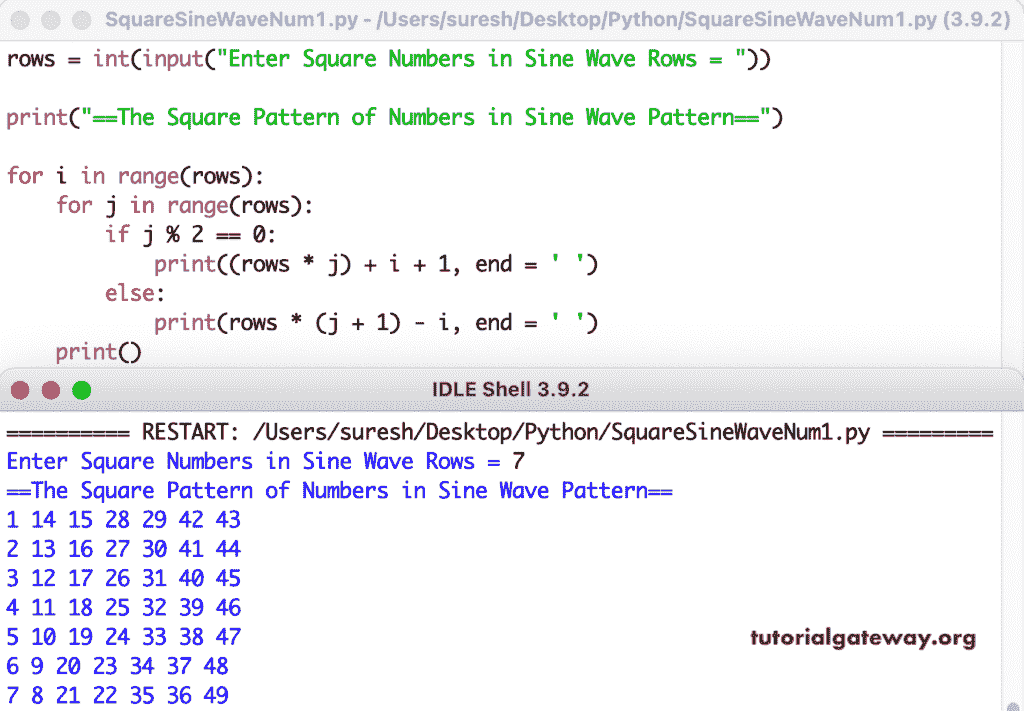 SquareSineWaveNum1.py - /Users/suresh/Desktop/Python/SquareSineWaveNum1.py (3.9.2)
rows = int(input("Enter Square Numbers in Sine Wave Rows = "))
print("==The Square Pattern of Numbers in Sine Wave Pattern==")
for i in range(rows):
    for j in range(rows):
        if j % 2 == 0:
            print((rows * j) + i + 1, end = ' ')
        else:
            print(rows * (j + 1) - i, end = ' ')
    print()
IDLE Shell 3.9.2
========== RESTART: /Users/suresh/Desktop/Python/SquareSineWaveNum1.py =========
Enter Square Numbers in Sine Wave Rows = 7
==The Square Pattern of Numbers in Sine Wave Pattern==
1 14 15 28 29 42 43
2 13 16 27 30 41 44
3 12 17 26 31 40 45
4 11 18 25 32 39 46
5 10 19 24 33 38 47
6 9 20 23 34 37 48
7 8 21 22 35 36 49
tutorialgateway.org